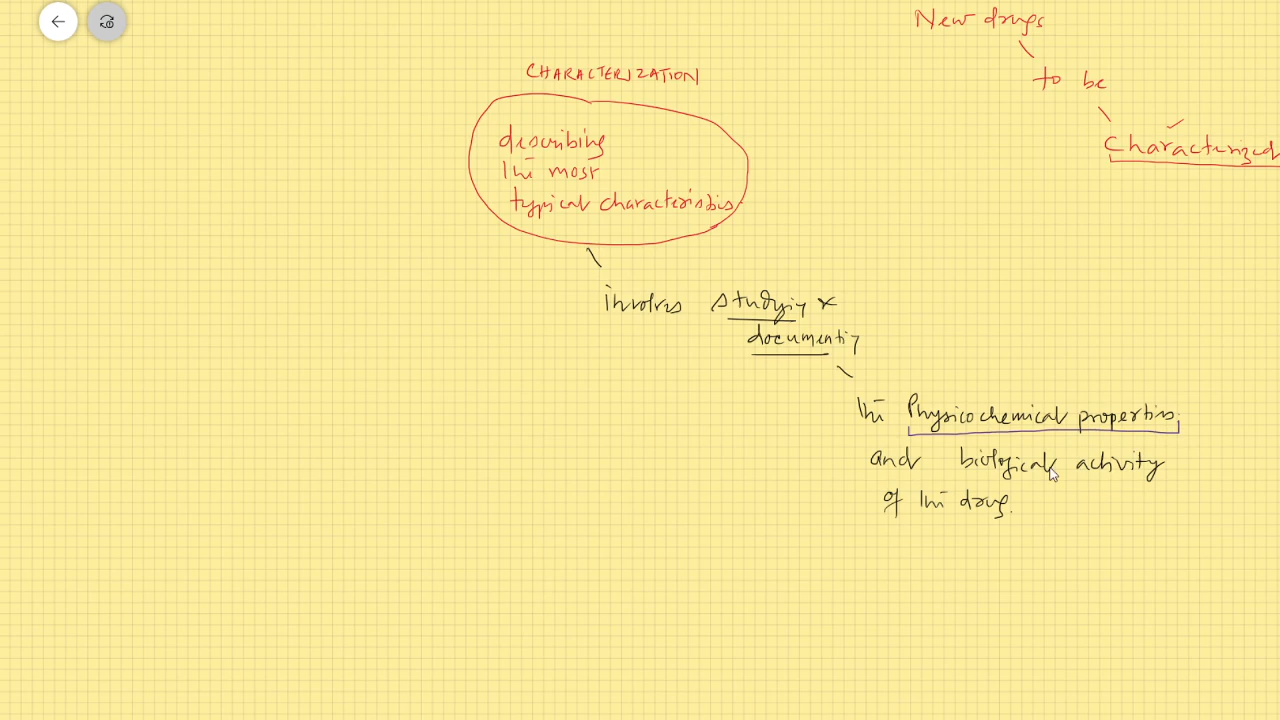 New drugs
to be
Characterized
CHARACTERIZATION
describing
the most
typical characteristics.
involves studying &
documenting
the Physicochemical properties.
and biological activity
of the drug.